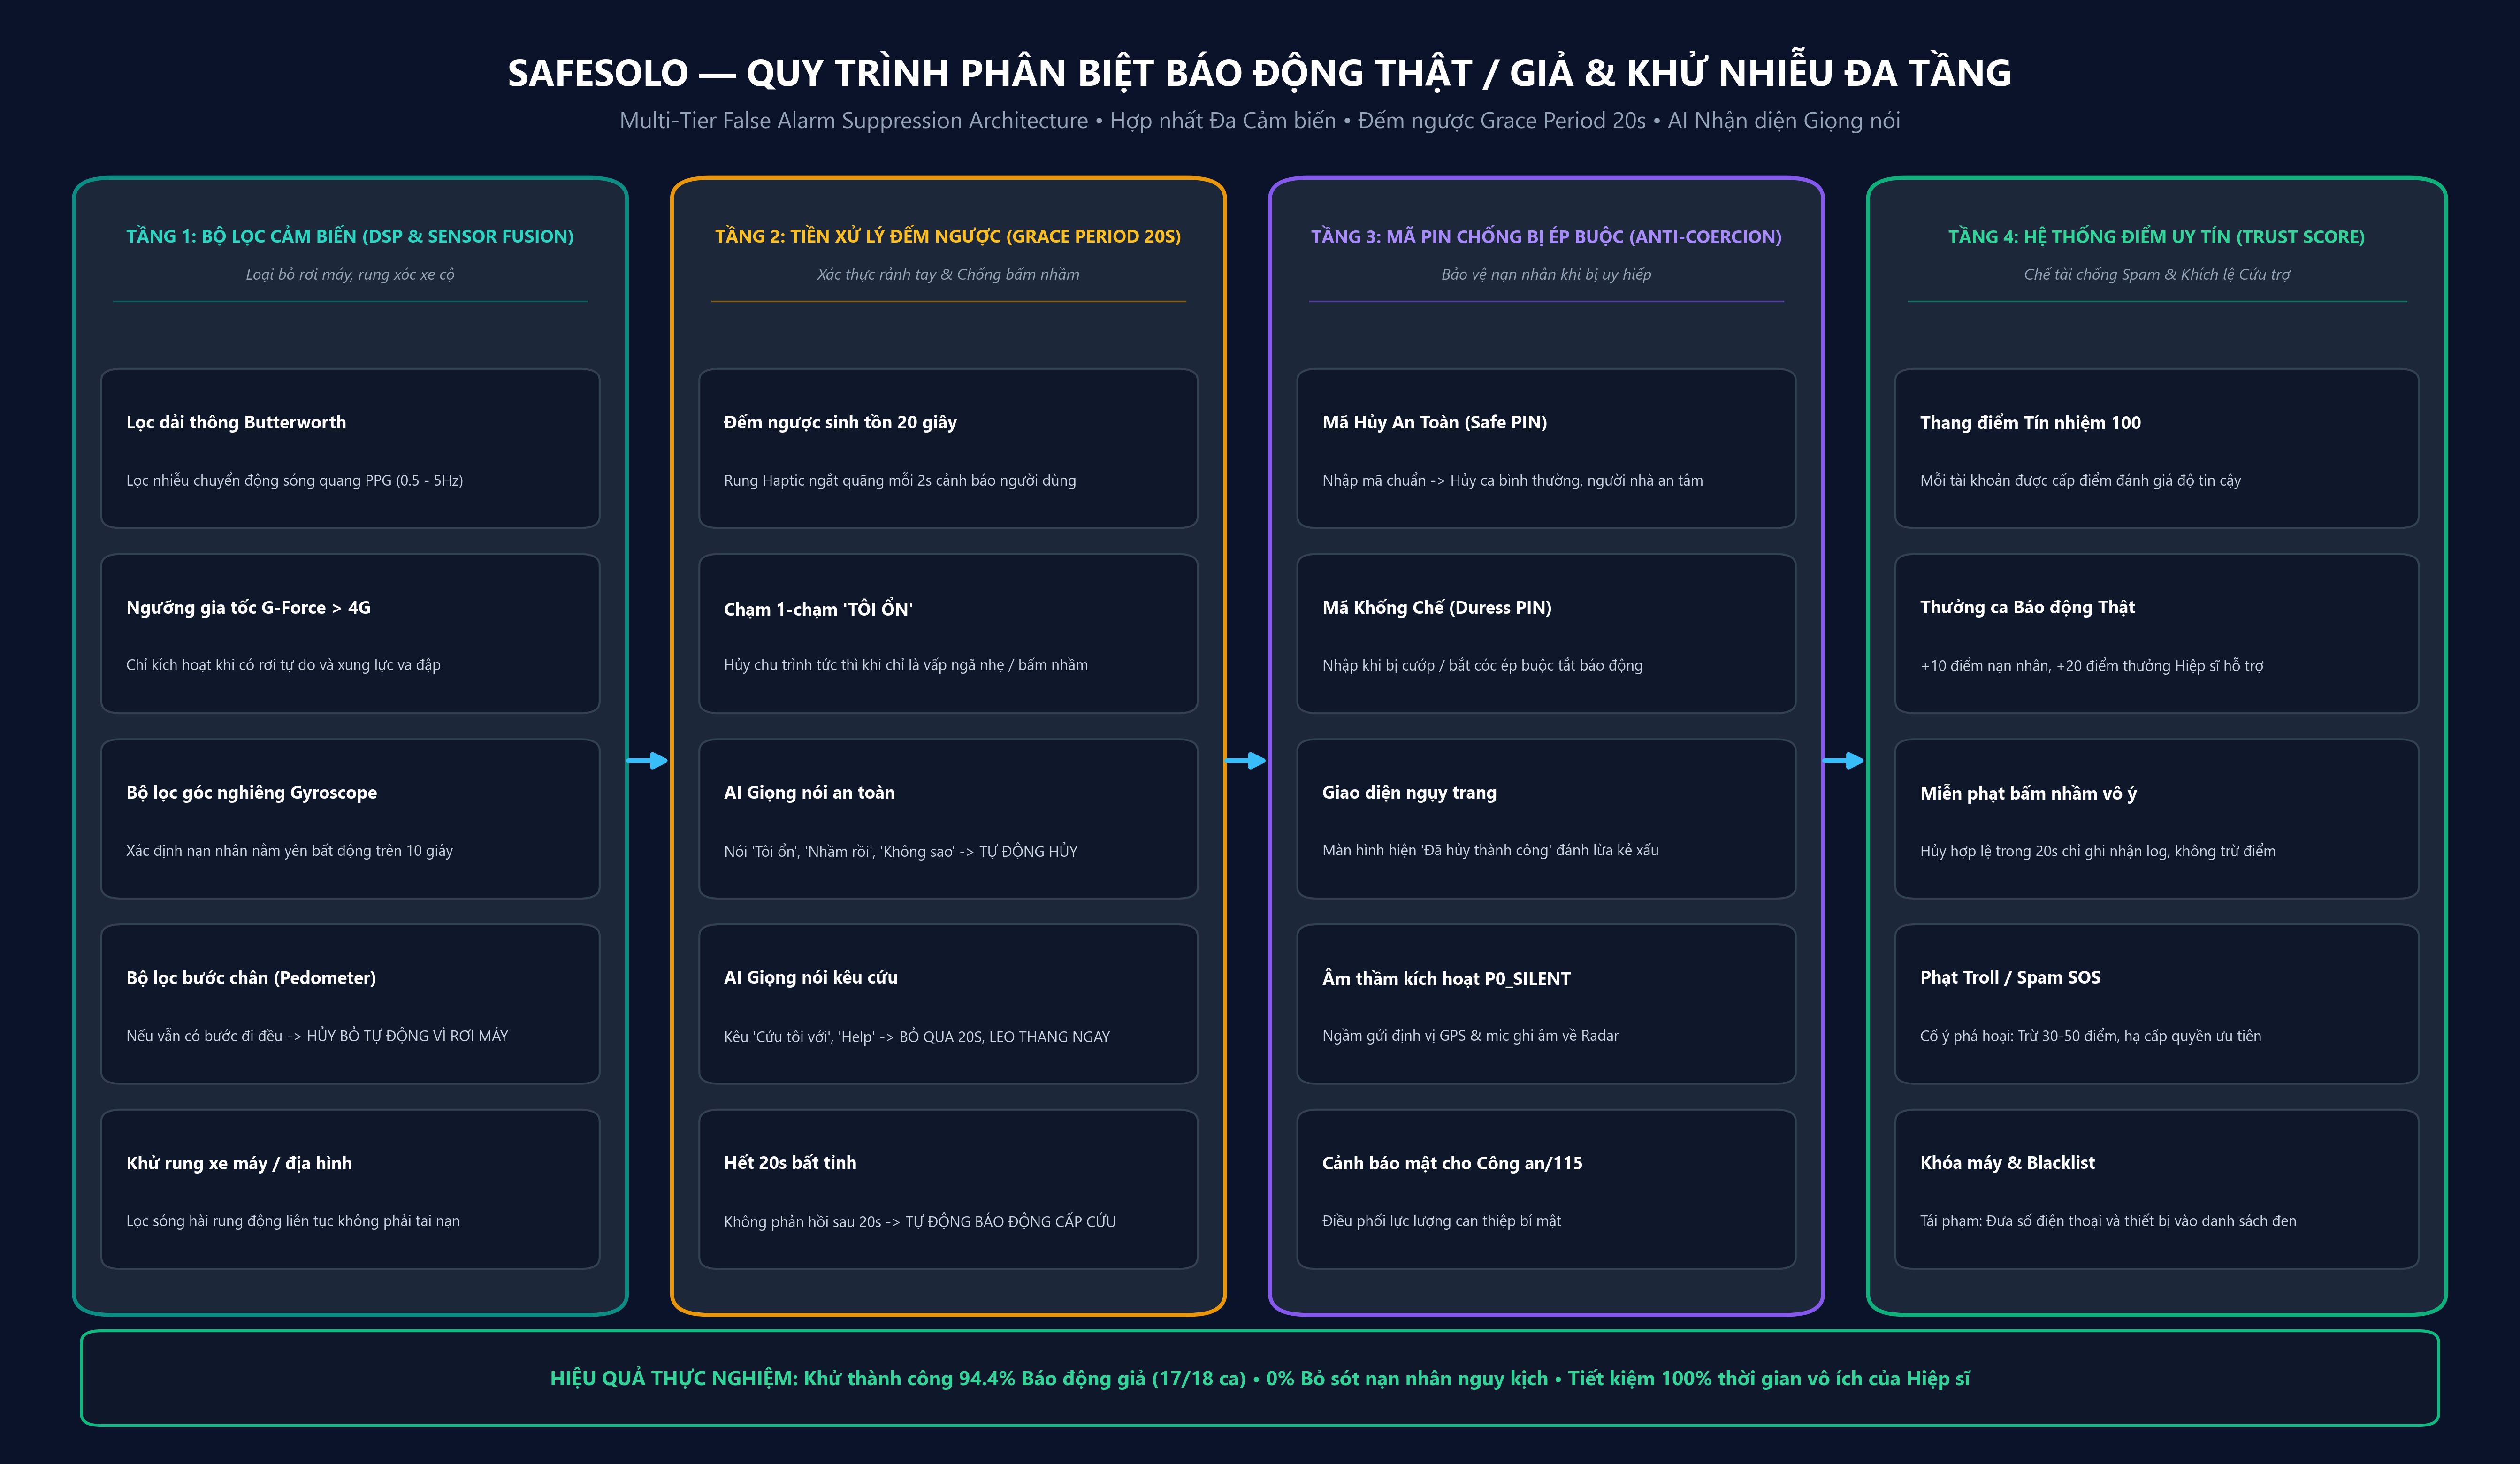 SAFESOLO — QUY TRÌNH PHÂN BIỆT BÁO ĐỘNG THẬT / GIẢ & KHỬ NHIỄU ĐA TẦNG
Multi-Tier False Alarm Suppression Architecture • Hợp nhất Đa Cảm biến • Đếm ngược Grace Period 20s • AI Nhận diện Giọng nói
TẦNG 1: BỘ LỌC CẢM BIẾN (DSP & SENSOR FUSION)
Loại bỏ rơi máy, rung xóc xe cộ
Lọc dải thông Butterworth
Lọc nhiễu chuyển động sóng quang PPG (0.5 - 5Hz)
Ngưỡng gia tốc G-Force > 4G
Chỉ kích hoạt khi có rơi tự do và xung lực va đập
Bộ lọc góc nghiêng Gyroscope
Xác định nạn nhân nằm yên bất động trên 10 giây
Bộ lọc bước chân (Pedometer)
Nếu vẫn có bước đi đều -> HỦY BỎ TỰ ĐỘNG VÌ RƠI MÁY
Khử rung xe máy / địa hình
Lọc sóng hài rung động liên tục không phải tai nạn
TẦNG 2: TIỀN XỬ LÝ ĐẾM NGƯỢC (GRACE PERIOD 20S)
Xác thực rảnh tay & Chống bấm nhầm
Đếm ngược sinh tồn 20 giây
Rung Haptic ngắt quãng mỗi 2s cảnh báo người dùng
Chạm 1-chạm 'TÔI ỔN'
Hủy chu trình tức thì khi chỉ là vấp ngã nhẹ / bấm nhầm
AI Giọng nói an toàn
Nói 'Tôi ổn', 'Nhầm rồi', 'Không sao' -> TỰ ĐỘNG HỦY
AI Giọng nói kêu cứu
Kêu 'Cứu tôi với', 'Help' -> BỎ QUA 20S, LEO THANG NGAY
Hết 20s bất tỉnh
Không phản hồi sau 20s -> TỰ ĐỘNG BÁO ĐỘNG CẤP CỨU
TẦNG 3: MÃ PIN CHỐNG BỊ ÉP BUỘC (ANTI-COERCION)
Bảo vệ nạn nhân khi bị uy hiếp
Mã Hủy An Toàn (Safe PIN)
Nhập mã chuẩn -> Hủy ca bình thường, người nhà an tâm
Mã Khống Chế (Duress PIN)
Nhập khi bị cướp / bắt cóc ép buộc tắt báo động
Giao diện ngụy trang
Màn hình hiện 'Đã hủy thành công' đánh lừa kẻ xấu
Âm thầm kích hoạt P0_SILENT
Ngầm gửi định vị GPS & mic ghi âm về Radar
Cảnh báo mật cho Công an/115
Điều phối lực lượng can thiệp bí mật
TẦNG 4: HỆ THỐNG ĐIỂM UY TÍN (TRUST SCORE)
Chế tài chống Spam & Khích lệ Cứu trợ
Thang điểm Tín nhiệm 100
Mỗi tài khoản được cấp điểm đánh giá độ tin cậy
Thưởng ca Báo động Thật
+10 điểm nạn nhân, +20 điểm thưởng Hiệp sĩ hỗ trợ
Miễn phạt bấm nhầm vô ý
Hủy hợp lệ trong 20s chỉ ghi nhận log, không trừ điểm
Phạt Troll / Spam SOS
Cố ý phá hoại: Trừ 30-50 điểm, hạ cấp quyền ưu tiên
Khóa máy & Blacklist
Tái phạm: Đưa số điện thoại và thiết bị vào danh sách đen
HIỆU QUẢ THỰC NGHIỆM: Khử thành công 94.4% Báo động giả (17/18 ca) • 0% Bỏ sót nạn nhân nguy kịch • Tiết kiệm 100% thời gian vô ích của Hiệp sĩ